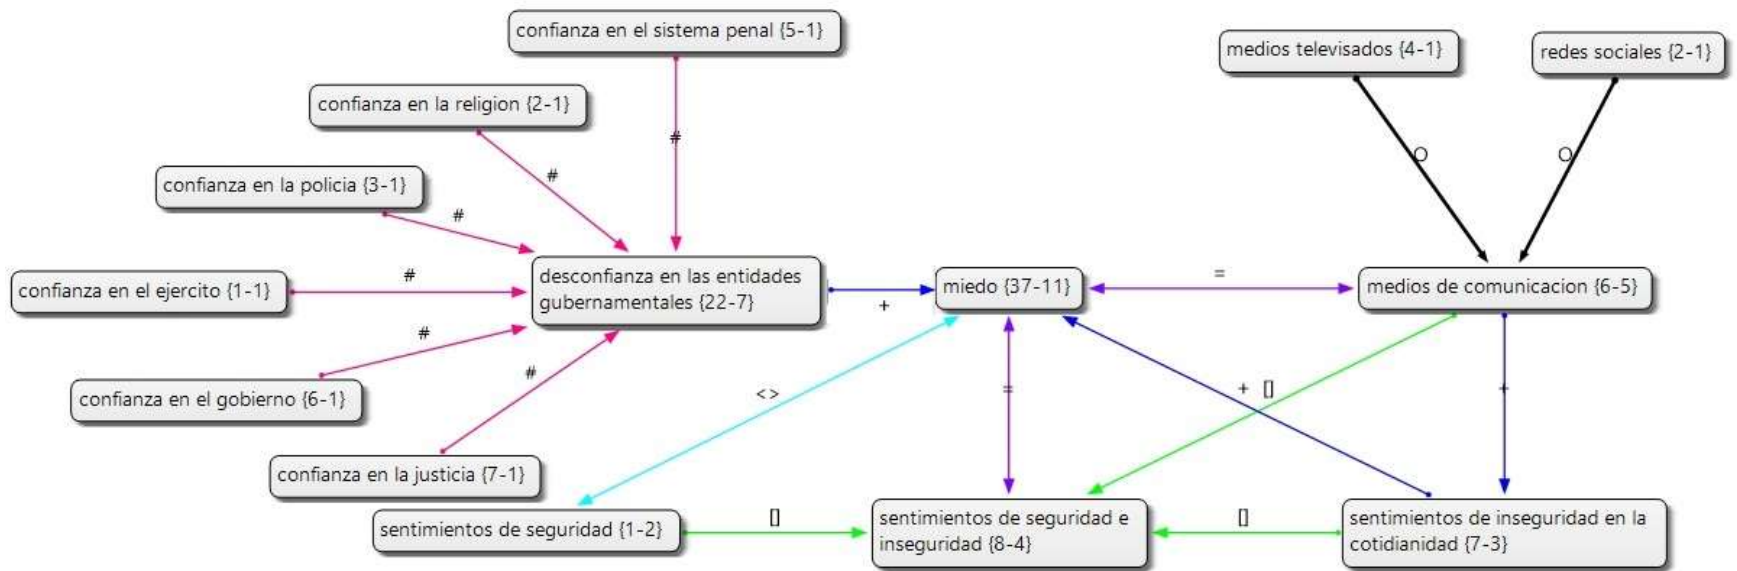 confianza en el sistema penal {5-1}
medios televisados {4-1}
redes sociales {2-1}
confianza en la religion {2-1}
#
O
O
confianza en la policia {3-1}
#
#
desconfianza en las entidades
gubernamentales {22-7}
confianza en el ejercito {1-1}
#
miedo {37-11}
=
medios de comunicacion {6-5}
+
#
confianza en el gobierno {6-1}
#
<>
=
+
[]
+
confianza en la justicia {7-1}
sentimientos de seguridad {1-2}
[]
sentimientos de seguridad e
inseguridad {8-4}
[]
sentimientos de inseguridad en la
cotidianidad {7-3}